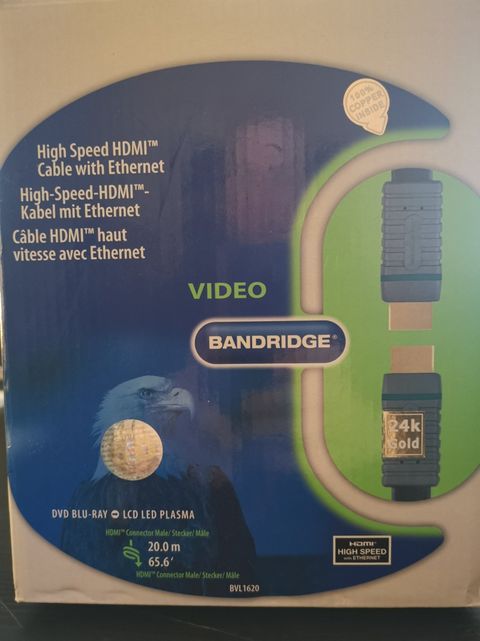 100%
COPPER
INSIDE
High Speed HDMI™
Cable with Ethernet
High-Speed-HDMI™-
Kabel mit Ethernet
Câble HDMI™ haut
vitesse avec Ethernet
VIDEO
BANDRIDGE®
24k
Gold
DVD BLU-RAY LCD LED PLASMA
HDMI™ Connector Male/ Stecker/ Mâle
20.0 m
65.6'
HDMI™ Connector Male/ Stecker/ Mâle
HDMI
HIGH SPEED
with ETHERNET
BVL1620